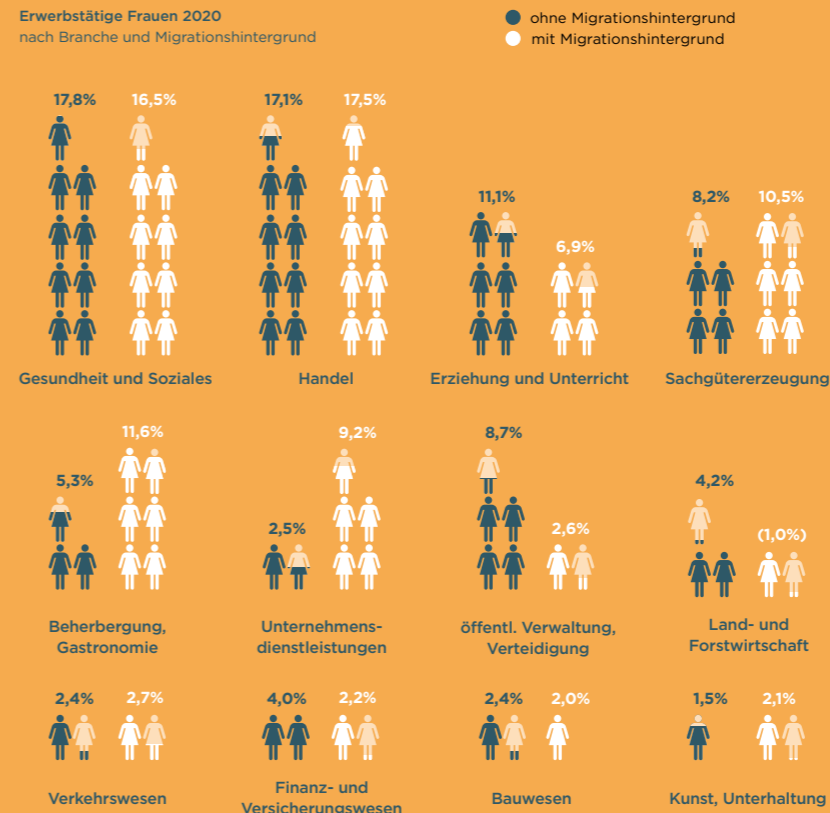 Erwerbstätige Frauen 2020
nach Branche und Migrationshintergrund
ohne Migrationshintergrund
mit Migrationshintergrund
17,8% 16,5%
Gesundheit und Soziales
17,1% 17,5%
Handel
11,1% 6,9%
Erziehung und Unterricht
8,2% 10,5%
Sachgütererzeugung
5,3% 11,6%
Beherbergung,
Gastronomie
2,5% 9,2%
Unternehmens-
dienstleistungen
8,7% 2,6%
öffentl. Verwaltung,
Verteidigung
4,2% (1,0%)
Land- und
Forstwirtschaft
2,4% 2,7%
Verkehrswesen
4,0% 2,2%
Finanz- und
Versicherungswesen
2,4% 2,0%
Bauwesen
1,5% 2,1%
Kunst, Unterhaltung